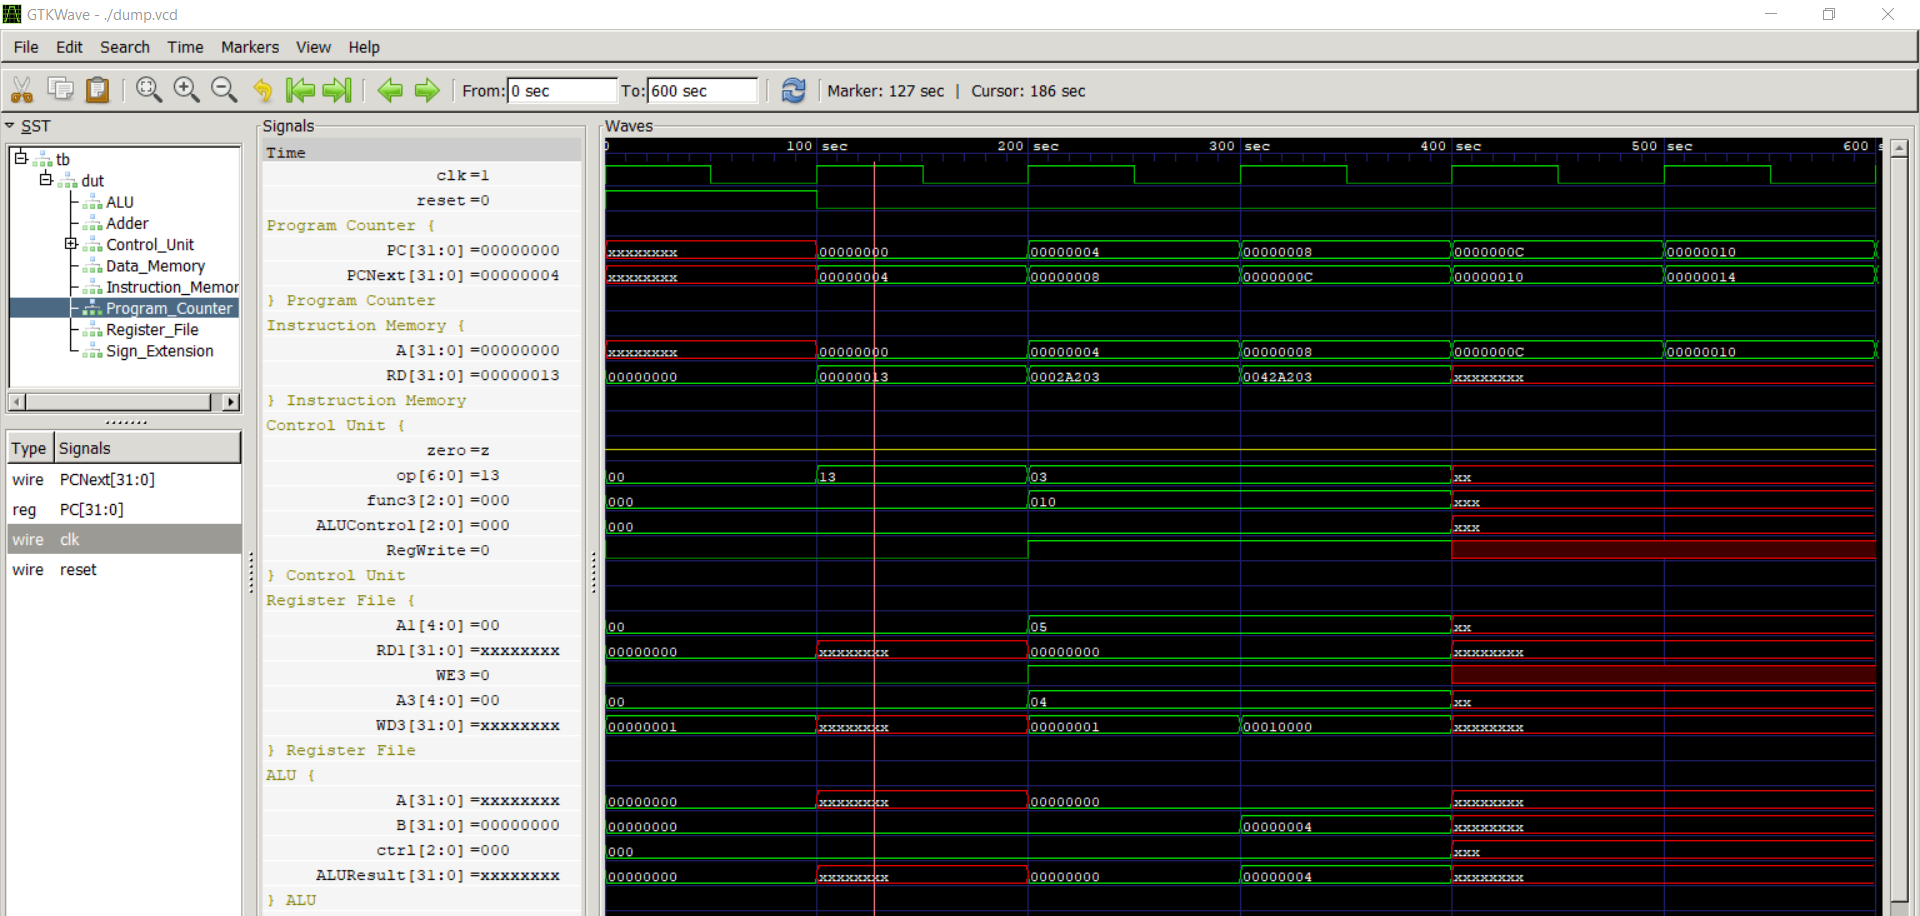 GTKWave - ./dump.vcd
File Edit Search Time Markers View Help
From: 0 sec To: 600 sec Marker: 127 sec | Cursor: 186 sec
SST
tb
dut
ALU
Adder
Control_Unit
Data_Memory
Instruction_Memor
Program_Counter
Register_File
Sign_Extension
Type Signals
wire PCNext[31:0]
reg PC[31:0]
wire clk
wire reset
Signals
Time
clk =1
reset =0
Program Counter {
PC[31:0] =00000000
PCNext[31:0] =00000004
} Program Counter
Instruction Memory {
A[31:0] =00000000
RD[31:0] =00000013
} Instruction Memory
Control Unit {
zero =z
op[6:0] =13
func3[2:0] =000
ALUControl[2:0] =000
RegWrite =0
} Control Unit
Register File {
A1[4:0] =00
RD1[31:0] =xxxxxxxx
WE3 =0
A3[4:0] =00
WD3[31:0] =xxxxxxxx
} Register File
ALU {
A[31:0] =xxxxxxxx
B[31:0] =00000000
ctrl[2:0] =000
ALUResult[31:0] =xxxxxxxx
} ALU
Waves
0 100 sec 200 sec 300 sec 400 sec 500 sec 600 s
xxxxxxxx 00000000 00000004 00000008 0000000C 00000010
xxxxxxxx 00000004 00000008 0000000C 00000010 00000014
xxxxxxxx 00000000 00000004 00000008 0000000C 00000010
00000000 00000013 0002A203 0042A203 xxxxxxxx
00 13 03 xx
000 010 xxx
000 xxx
00 05 xx
00000000 xxxxxxxx 00000000 xxxxxxxx
00 04 xx
00000001 xxxxxxxx 00000001 00010000 xxxxxxxx
00000000 xxxxxxxx 00000000 xxxxxxxx
00000000 00000004 xxxxxxxx
000 xxx
00000000 xxxxxxxx 00000000 00000004 xxxxxxxx